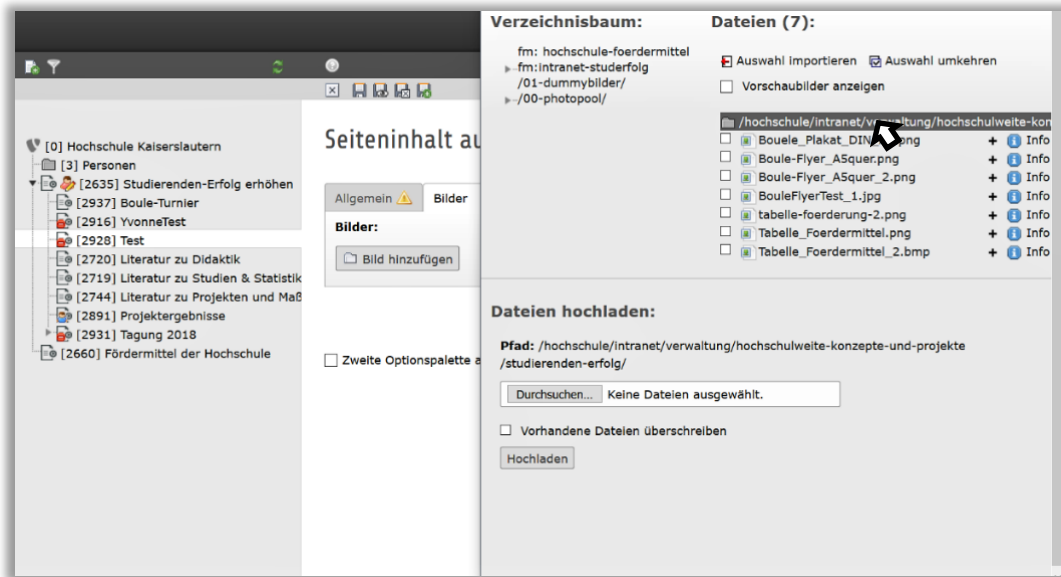 [0] Hochschule Kaiserslautern
[3] Personen
[2635] Studierenden-Erfolg erhöhen
[2937] Boule-Turnier
[2916] YvonneTest
[2928] Test
[2720] Literatur zu Didaktik
[2719] Literatur zu Studien & Statistik
[2744] Literatur zu Projekten und Maß
[2891] Projektergebnisse
[2931] Tagung 2018
[2660] Fördermittel der Hochschule
Seiteninhalt au
Allgemein Bilder
Bilder:
Bild hinzufügen
Zweite Optionspalette a
Verzeichnisbaum:
fm: hochschule-foerdermittel
fm:intranet-studerfolg
/01-dummybilder/
/00-photopool/
Dateien (7):
Auswahl importieren Auswahl umkehren
Vorschaubilder anzeigen
/hochschule/intranet/verwaltung/hochschulweite-kon
Bouele_Plakat_DIN png + Info
Boule-Flyer_A5quer.png + Info
Boule-Flyer_A5quer_2.png + Info
BouleFlyerTest_1.jpg + Info
tabelle-foerderung-2.png + Info
Tabelle_Foerdermittel.png + Info
Tabelle_Foerdermittel_2.bmp + Info
Dateien hochladen:
Pfad: /hochschule/intranet/verwaltung/hochschulweite-konzepte-und-projekte
/studierenden-erfolg/
Durchsuchen... Keine Dateien ausgewählt.
Vorhandene Dateien überschreiben
Hochladen